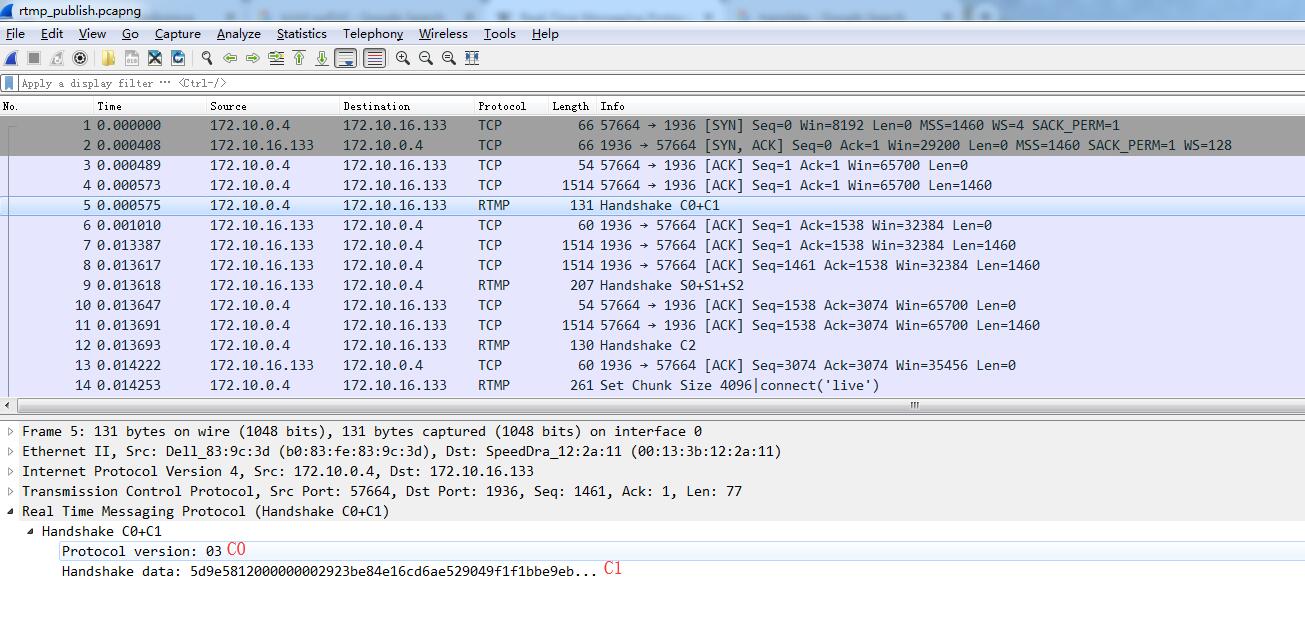 rtmp_publish.pcapng
File Edit View Go Capture Analyze Statistics Telephony Wireless Tools Help
Apply a display filter ⋯ <Ctrl-/>
No. Time Source Destination Protocol Length Info
1 0.000000 172.10.0.4 172.10.16.133 TCP 66 57664 → 1936 [SYN] Seq=0 Win=8192 Len=0 MSS=1460 WS=4 SACK_PERM=1
2 0.000408 172.10.16.133 172.10.0.4 TCP 66 1936 → 57664 [SYN, ACK] Seq=0 Ack=1 Win=29200 Len=0 MSS=1460 SACK_PERM=1 WS=128
3 0.000489 172.10.0.4 172.10.16.133 TCP 54 57664 → 1936 [ACK] Seq=1 Ack=1 Win=65700 Len=0
4 0.000573 172.10.0.4 172.10.16.133 TCP 1514 57664 → 1936 [ACK] Seq=1 Ack=1 Win=65700 Len=1460
5 0.000575 172.10.0.4 172.10.16.133 RTMP 131 Handshake C0+C1
6 0.001010 172.10.16.133 172.10.0.4 TCP 60 1936 → 57664 [ACK] Seq=1 Ack=1538 Win=32384 Len=0
7 0.013387 172.10.16.133 172.10.0.4 TCP 1514 1936 → 57664 [ACK] Seq=1 Ack=1538 Win=32384 Len=1460
8 0.013617 172.10.16.133 172.10.0.4 TCP 1514 1936 → 57664 [ACK] Seq=1461 Ack=1538 Win=32384 Len=1460
9 0.013618 172.10.16.133 172.10.0.4 RTMP 207 Handshake S0+S1+S2
10 0.013647 172.10.0.4 172.10.16.133 TCP 54 57664 → 1936 [ACK] Seq=1538 Ack=3074 Win=65700 Len=0
11 0.013691 172.10.0.4 172.10.16.133 TCP 1514 57664 → 1936 [ACK] Seq=1538 Ack=3074 Win=65700 Len=1460
12 0.013693 172.10.0.4 172.10.16.133 RTMP 130 Handshake C2
13 0.014222 172.10.16.133 172.10.0.4 TCP 60 1936 → 57664 [ACK] Seq=3074 Ack=3074 Win=35456 Len=0
14 0.014253 172.10.0.4 172.10.16.133 RTMP 261 Set Chunk Size 4096|connect('live')
Frame 5: 131 bytes on wire (1048 bits), 131 bytes captured (1048 bits) on interface 0
Ethernet II, Src: Dell_83:9c:3d (b0:83:fe:83:9c:3d), Dst: SpeedDra_12:2a:11 (00:13:3b:12:2a:11)
Internet Protocol Version 4, Src: 172.10.0.4, Dst: 172.10.16.133
Transmission Control Protocol, Src Port: 57664, Dst Port: 1936, Seq: 1461, Ack: 1, Len: 77
Real Time Messaging Protocol (Handshake C0+C1)
Handshake C0+C1
Protocol version: 03 C0
Handshake data: 5d9e5812000000002923be84e16cd6ae529049f1f1bbe9eb... C1